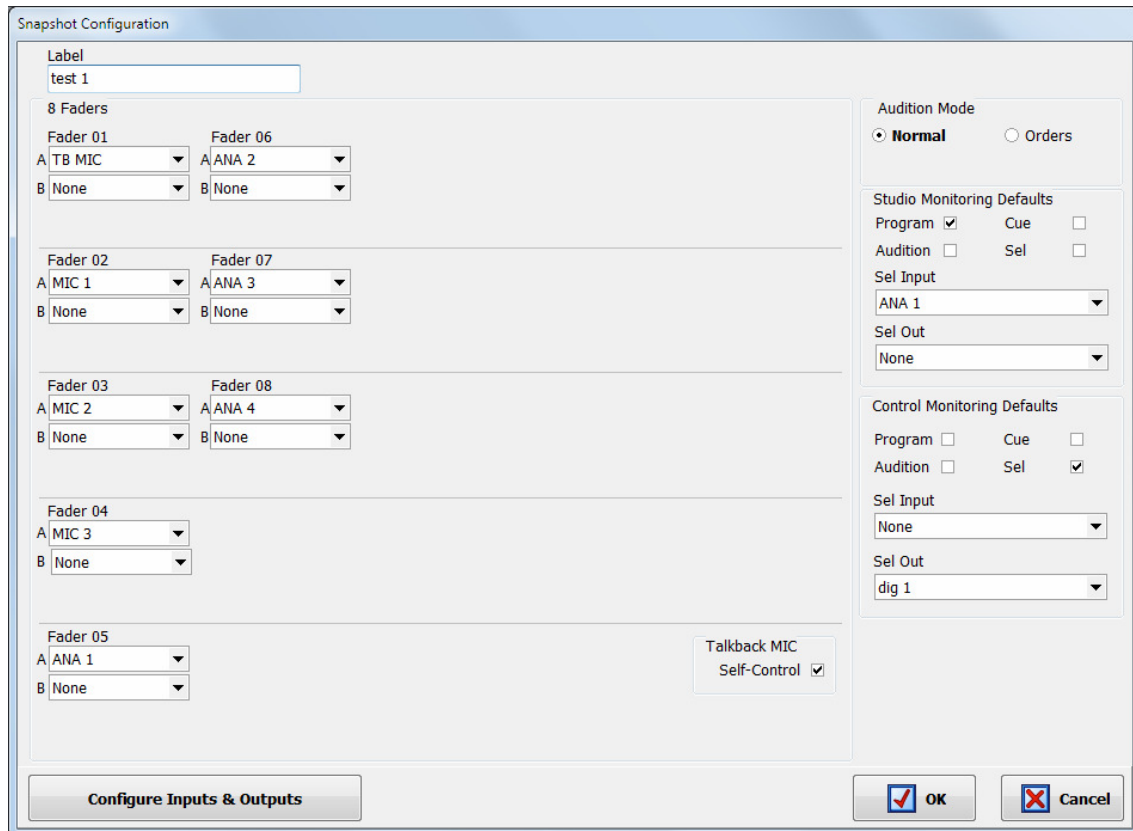 Snapshot Configuration
Label
test 1
8 Faders
Fader 01 Fader 06
A TB MIC A ANA 2
B None B None
Fader 02 Fader 07
A MIC 1 A ANA 3
B None B None
Fader 03 Fader 08
A MIC 2 A ANA 4
B None B None
Fader 04
A MIC 3
B None
Fader 05
A ANA 1
B None
Talkback MIC
Self-Control
Audition Mode
Normal Orders
Studio Monitoring Defaults
Program Cue
Audition Sel
Sel Input
ANA 1
Sel Out
None
Control Monitoring Defaults
Program Cue
Audition Sel
Sel Input
None
Sel Out
dig 1
Configure Inputs & Outputs
OK
Cancel